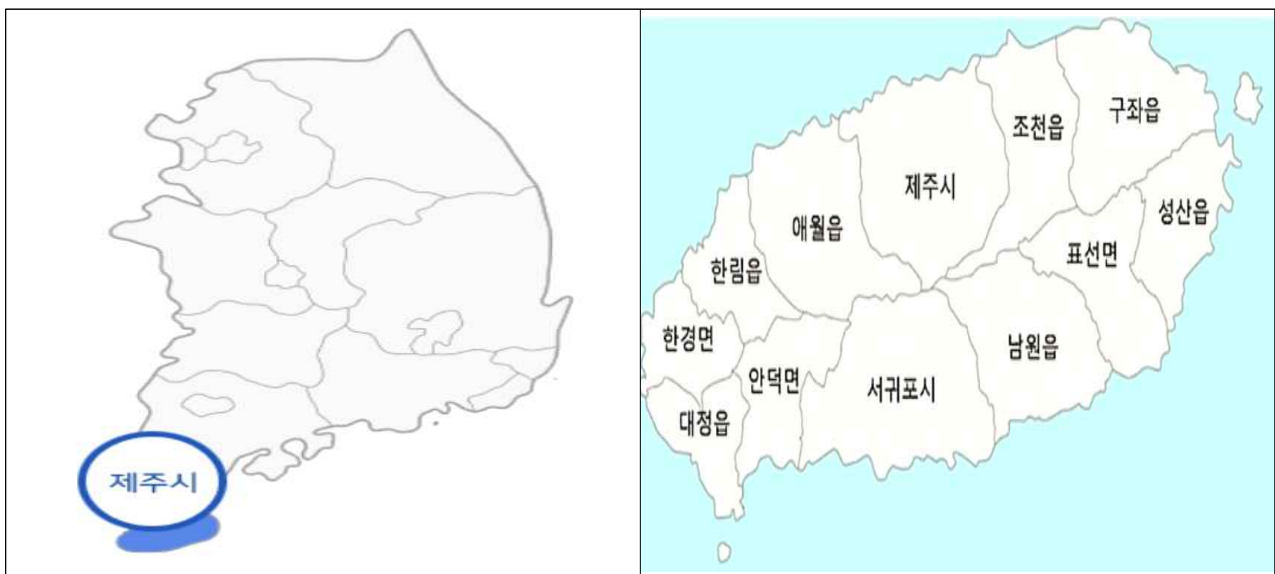 제주시
구좌읍
조천읍
제주시
성산읍
애월읍
표선면
한림읍
한경면
남원읍
안덕면
서귀포시
대정읍